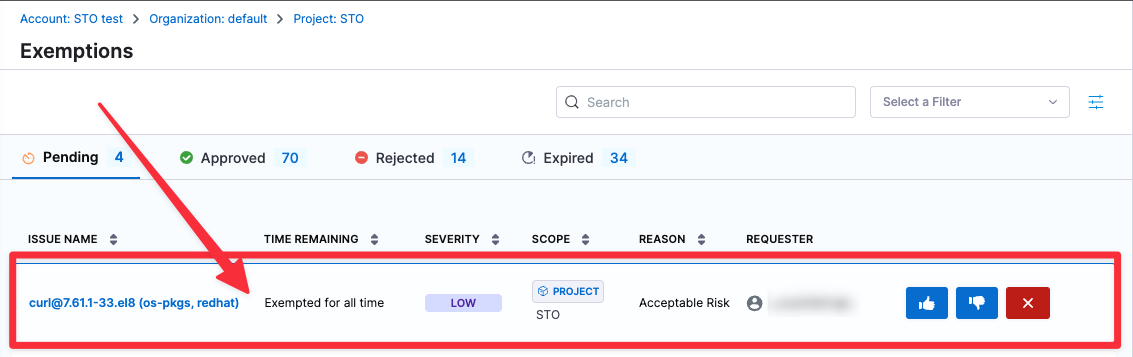 Account: STO test > Organization: default > Project: STO
Exemptions
Search
Select a Filter
Pending 4 Approved 70 Rejected 14 Expired 34
ISSUE NAME TIME REMAINING SEVERITY SCOPE REASON REQUESTER
curl@7.61.1-33.el8 (os-pkgs, redhat) Exempted for all time LOW PROJECT Acceptable Risk
STO